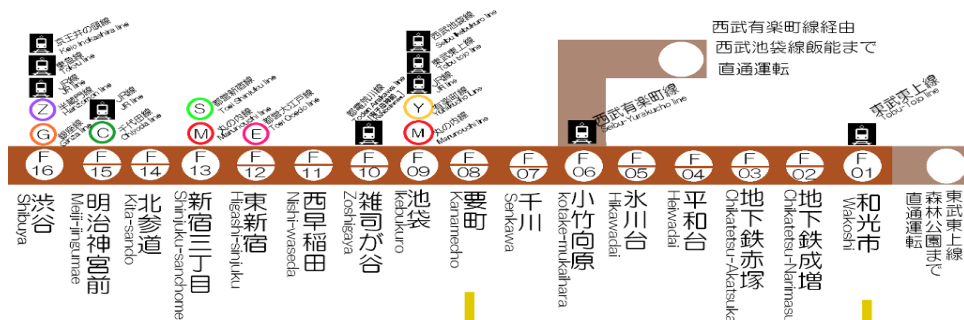 京王井の頭線
Keio Inokashira line
東急線
Tokyu line
JR線
JR line
Z
半蔵門線
Hanzomon line
G
銀座線
Ginza line
JR線
JR line
C
千代田線
Chiyoda line
S
都営新宿線
Toei Shinjuku line
M
丸の内線
Marunouchi line
E
都営大江戸線
Toei Oedo line
都電荒川線
西武池袋線
Seibu Ikebukuro line
東武東上線
Tobu Tojo line
JR線
JR line
Y
有楽町線
Yurakucho line
M
丸の内線
Marunouchi line
西武有楽町線
Seibu-Yurakucho line
西武有楽町線経由
西武池袋線飯能まで
直通運転
東武東上線
Tobu-Tojo line
F
16
渋谷
Shibuya
F
15
明治神宮前
Meiji-jingumae
F
14
北参道
Kita-sando
F
13
新宿三丁目
Shinjuku-sanchome
F
12
東新宿
Higashi-sinjuku
F
11
西早稲田
Nishi-waseda
F
10
雑司が谷
Zoshigaya
F
09
池袋
Ikebukuro
F
08
要町
Kanamecho
F
07
千川
Senkawa
F
06
小竹向原
kotake-mukaihara
F
05
氷川台
Hikawadai
F
04
平和台
Heiwadai
F
03
地下鉄赤塚
Chikatetsu-Akatsuka
F
02
地下鉄成増
Chikatetsu-Narimasu
F
01
和光市
Wakoshi
東武東上線
森林公園まで
直通運転